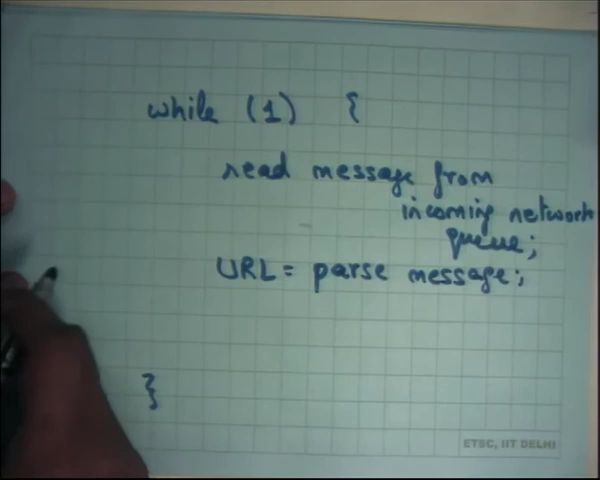 while (1) {
read message from
incoming network
queue;
URL = parse message;
}
ETSC, IIT DELHI